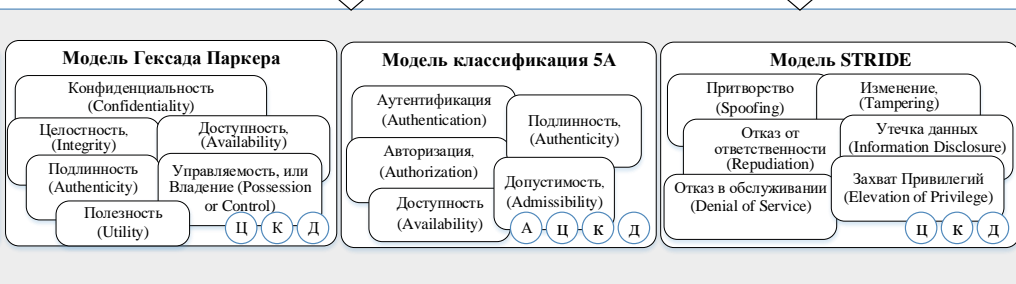 Модель Гексада Паркера
Конфиденциальность
(Confidentiality)
Целостность,
(Integrity)
Доступность,
(Availability)
Подлинность
(Authenticity)
Управляемость, или
Владение (Possession
or Control)
Полезность
(Utility)
Ц К Д
Модель классификация 5А
Аутентификация
(Authentication)
Подлинность,
(Authenticity)
Авторизация,
(Authorization)
Допустимость,
(Admissibility)
Доступность
(Availability)
А Ц К Д
Модель STRIDE
Притворство
(Spoofing)
Изменение,
(Tampering)
Отказ от
ответственности
(Repudiation)
Утечка данных
(Information Disclosure)
Отказ в обслуживании
(Denial of Service)
Захват Привилегий
(Elevation of Privilege)
Ц К Д